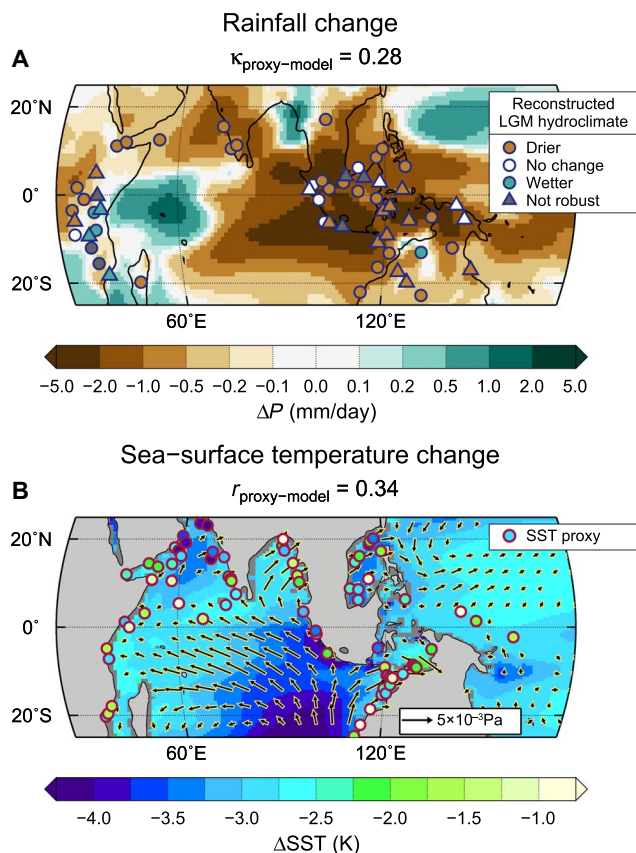 Rainfall change
A
κproxy−model = 0.28
20°N
0°
20°S
60°E
120°E
Reconstructed
LGM hydroclimate
Drier
No change
Wetter
Not robust
−5.0 −2.0 −1.0 −0.5 −0.2 −0.1 0.0 0.1 0.2 0.5 1.0 2.0 5.0
ΔP (mm/day)
Sea−surface temperature change
B
rproxy−model = 0.34
20°N
0°
20°S
60°E
120°E
SST proxy
5×10⁻³Pa
−4.0 −3.5 −3.0 −2.5 −2.0 −1.5 −1.0
ΔSST (K)